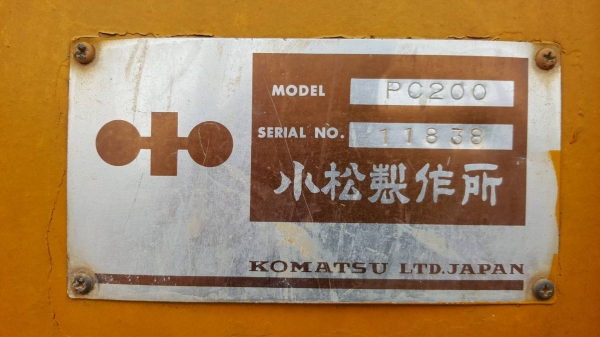 MODEL PC200
SERIAL NO. 11838
小松製作所
KOMATSU LTD.JAPAN